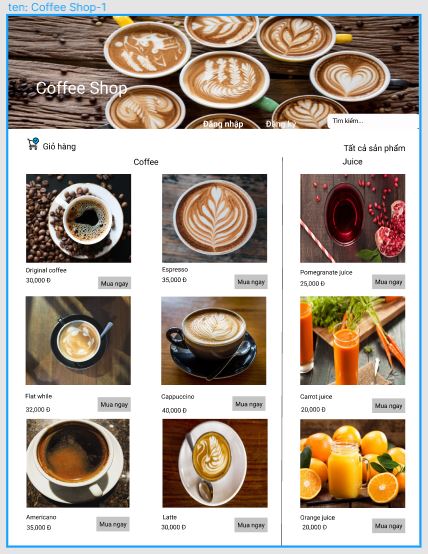 ten: Coffee Shop-1
Coffee Shop
Đăng nhập Đăng ký Tìm kiếm...
Giỏ hàng Tất cả sản phẩm
Coffee Juice
Original coffee
30,000 Đ Mua ngay
Espresso
35,000 Đ Mua ngay
Pomegranate juice
25,000 Đ Mua ngay
Flat while
32,000 Đ Mua ngay
Cappuccino
40,000 Đ Mua ngay
Carrot juice
20,000 Đ Mua ngay
Americano
35,000 Đ Mua ngay
Latte
30,000 Đ Mua ngay
Orange juice
20,000 Đ Mua ngay